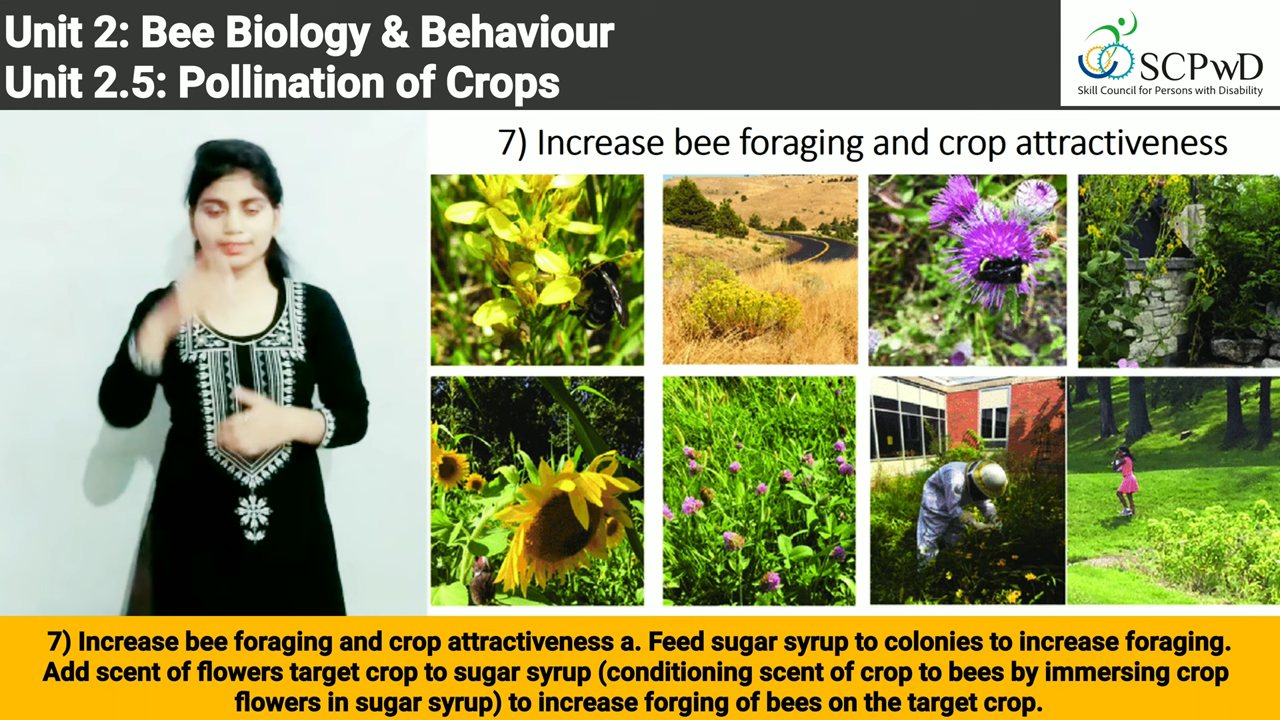 Unit 2: Bee Biology & Behaviour
Unit 2.5: Pollination of Crops
SCPwD
Skill Council for Persons with Disability
7) Increase bee foraging and crop attractiveness
7) Increase bee foraging and crop attractiveness a. Feed sugar syrup to colonies to increase foraging.
Add scent of flowers target crop to sugar syrup (conditioning scent of crop to bees by immersing crop
flowers in sugar syrup) to increase forging of bees on the target crop.